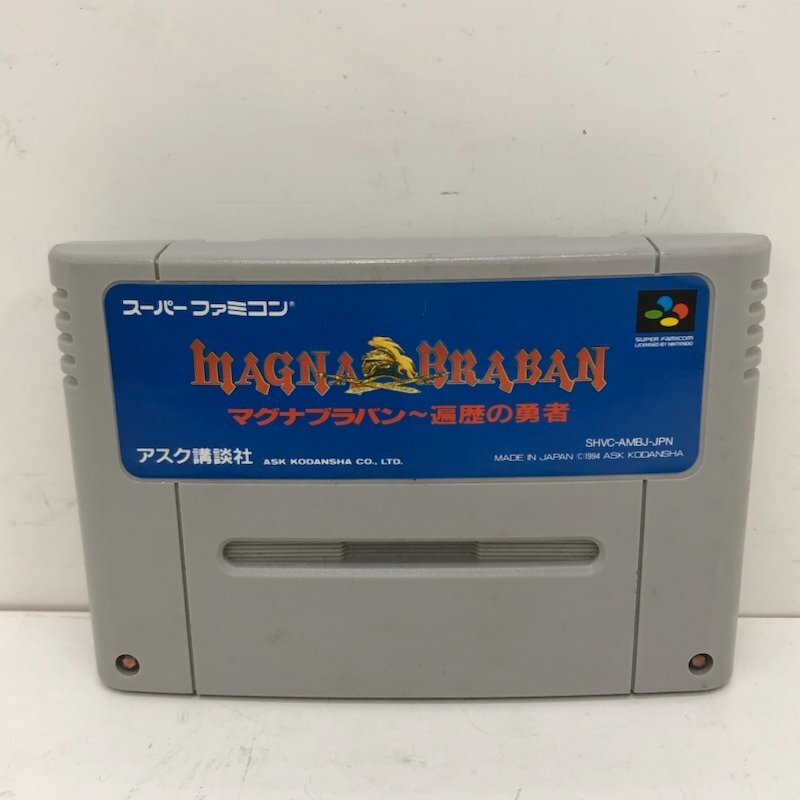 スーパーファミコン®
SUPER FAMICOM
LICENSED BY NINTENDO
MAGNA BRABAN
マグナブラバン～遍歴の勇者
アスク講談社 ASK KODANSHA CO., LTD.
SHVC-AMBJ-JPN
MADE IN JAPAN ©1994 ASK KODANSHA